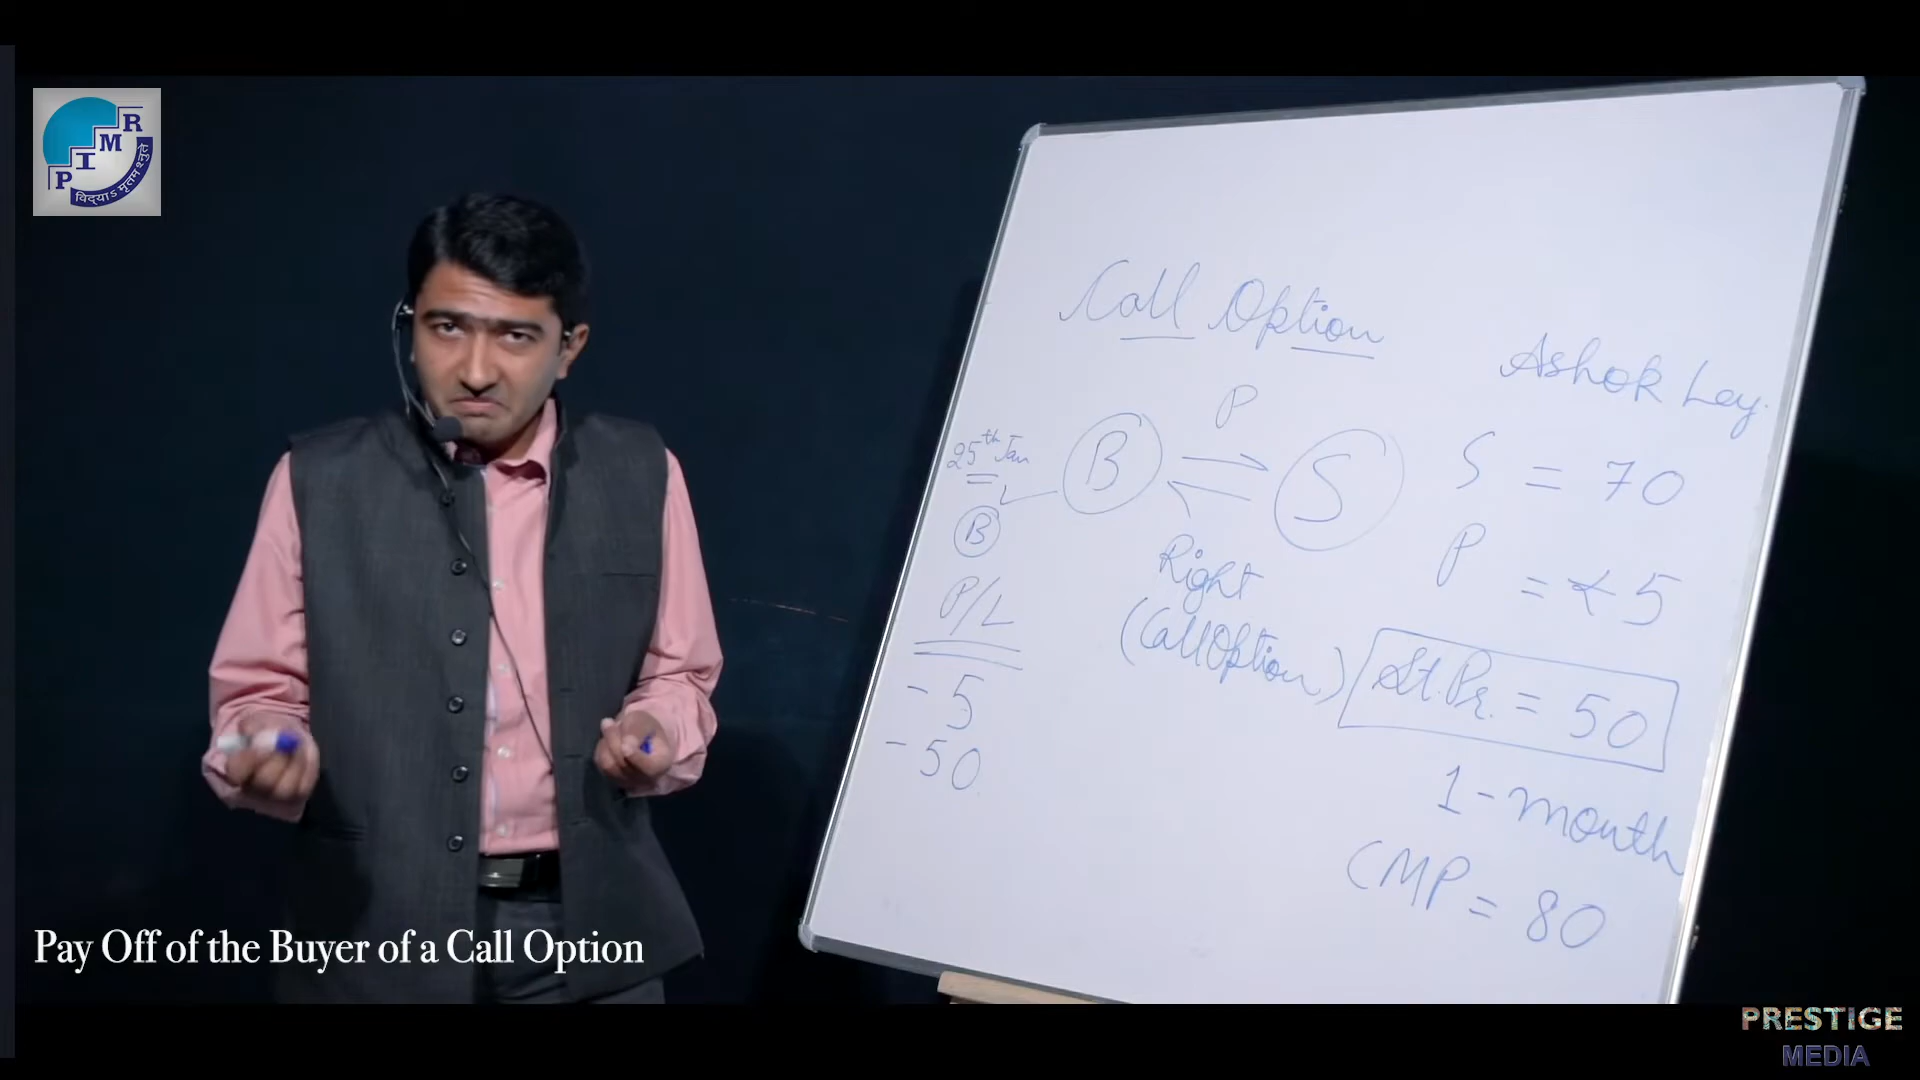 PIMR
विद्याऽ मृतम श्नुते
Call Option
Ashok Ley.
P
25th Jan
B
S
S = 70
B
P = ₹5
Right
(Call Option)
P/L
St. Pr. = 50
- 5
- 50
1 - month
CMP = 80
Pay Off of the Buyer of a Call Option
PRESTIGE
MEDIA